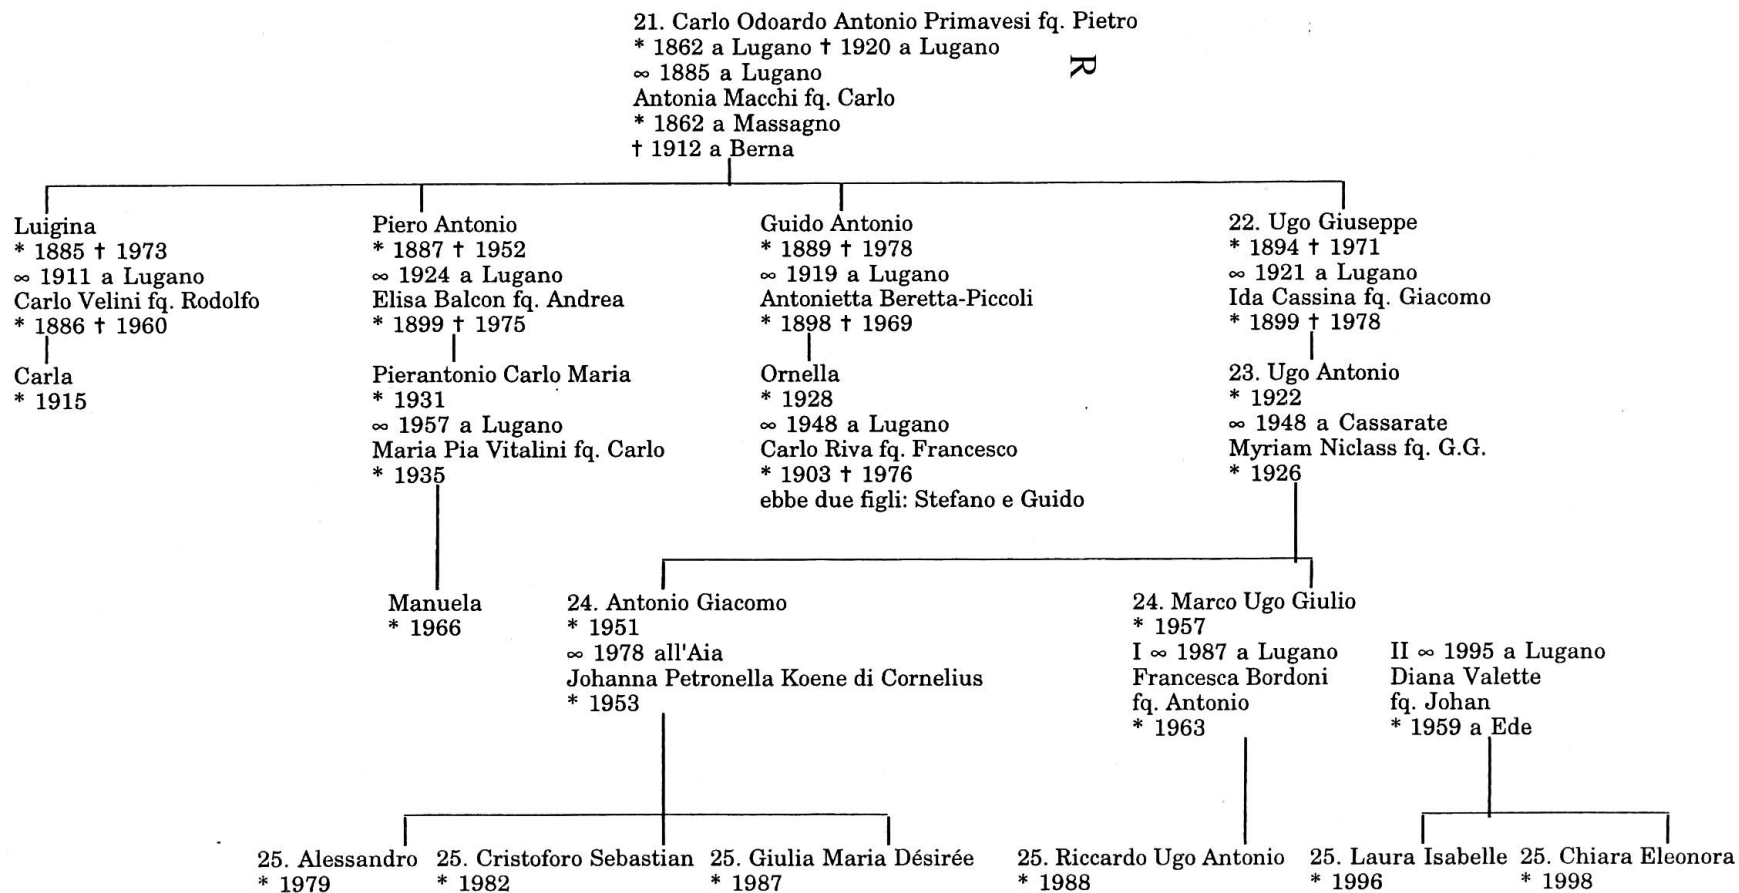 21. Carlo Odoardo Antonio Primavesi fq. Pietro
* 1862 a Lugano † 1920 a Lugano
R
∞ 1885 a Lugano
Antonia Macchi fq. Carlo
* 1862 a Massagno
† 1912 a Berna
Luigina
* 1885 † 1973
∞ 1911 a Lugano
Carlo Velini fq. Rodolfo
* 1886 † 1960
Carla
* 1915
Piero Antonio
* 1887 † 1952
∞ 1924 a Lugano
Elisa Balcon fq. Andrea
* 1899 † 1975
Pierantonio Carlo Maria
* 1931
∞ 1957 a Lugano
Maria Pia Vitalini fq. Carlo
* 1935
Guido Antonio
* 1889 † 1978
∞ 1919 a Lugano
Antonietta Beretta-Piccoli
* 1898 † 1969
Ornella
* 1928
∞ 1948 a Lugano
Carlo Riva fq. Francesco
* 1903 † 1976
ebbe due figli: Stefano e Guido
22. Ugo Giuseppe
* 1894 † 1971
∞ 1921 a Lugano
Ida Cassina fq. Giacomo
* 1899 † 1978
23. Ugo Antonio
* 1922
∞ 1948 a Cassarate
Myriam Niclass fq. G.G.
* 1926
Manuela
* 1966
24. Antonio Giacomo
* 1951
∞ 1978 all'Aia
Johanna Petronella Koene di Cornelius
* 1953
24. Marco Ugo Giulio
* 1957
I ∞ 1987 a Lugano
Francesca Bordoni
fq. Antonio
* 1963
II ∞ 1995 a Lugano
Diana Valette
fq. Johan
* 1959 a Ede
25. Alessandro
* 1979
25. Cristoforo Sebastian
* 1982
25. Giulia Maria Désirée
* 1987
25. Riccardo Ugo Antonio
* 1988
25. Laura Isabelle
* 1996
25. Chiara Eleonora
* 1998